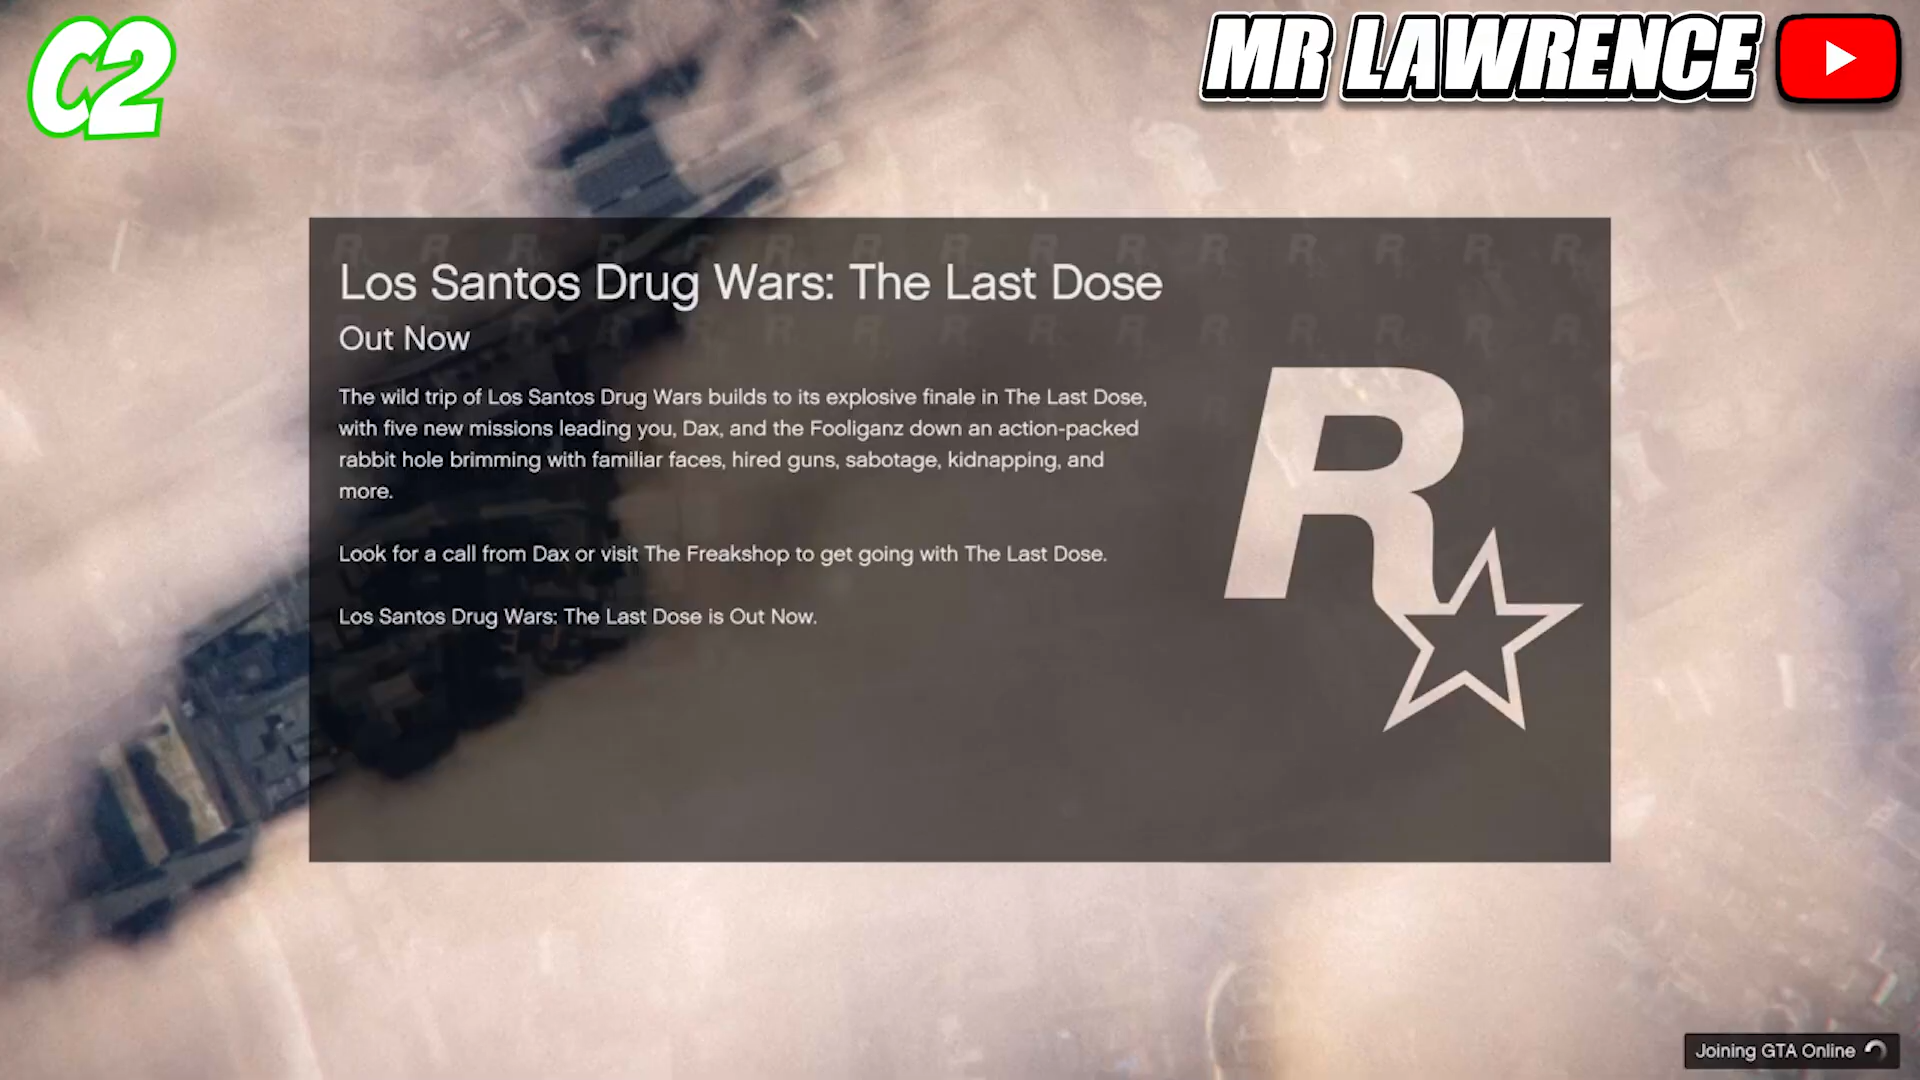 C2
MR LAWRENCE
Los Santos Drug Wars: The Last Dose
Out Now
The wild trip of Los Santos Drug Wars builds to its explosive finale in The Last Dose,
with five new missions leading you, Dax, and the Fooliganz down an action-packed
rabbit hole brimming with familiar faces, hired guns, sabotage, kidnapping, and
more.
Look for a call from Dax or visit The Freakshop to get going with The Last Dose.
Los Santos Drug Wars: The Last Dose is Out Now.
R
Joining GTA Online